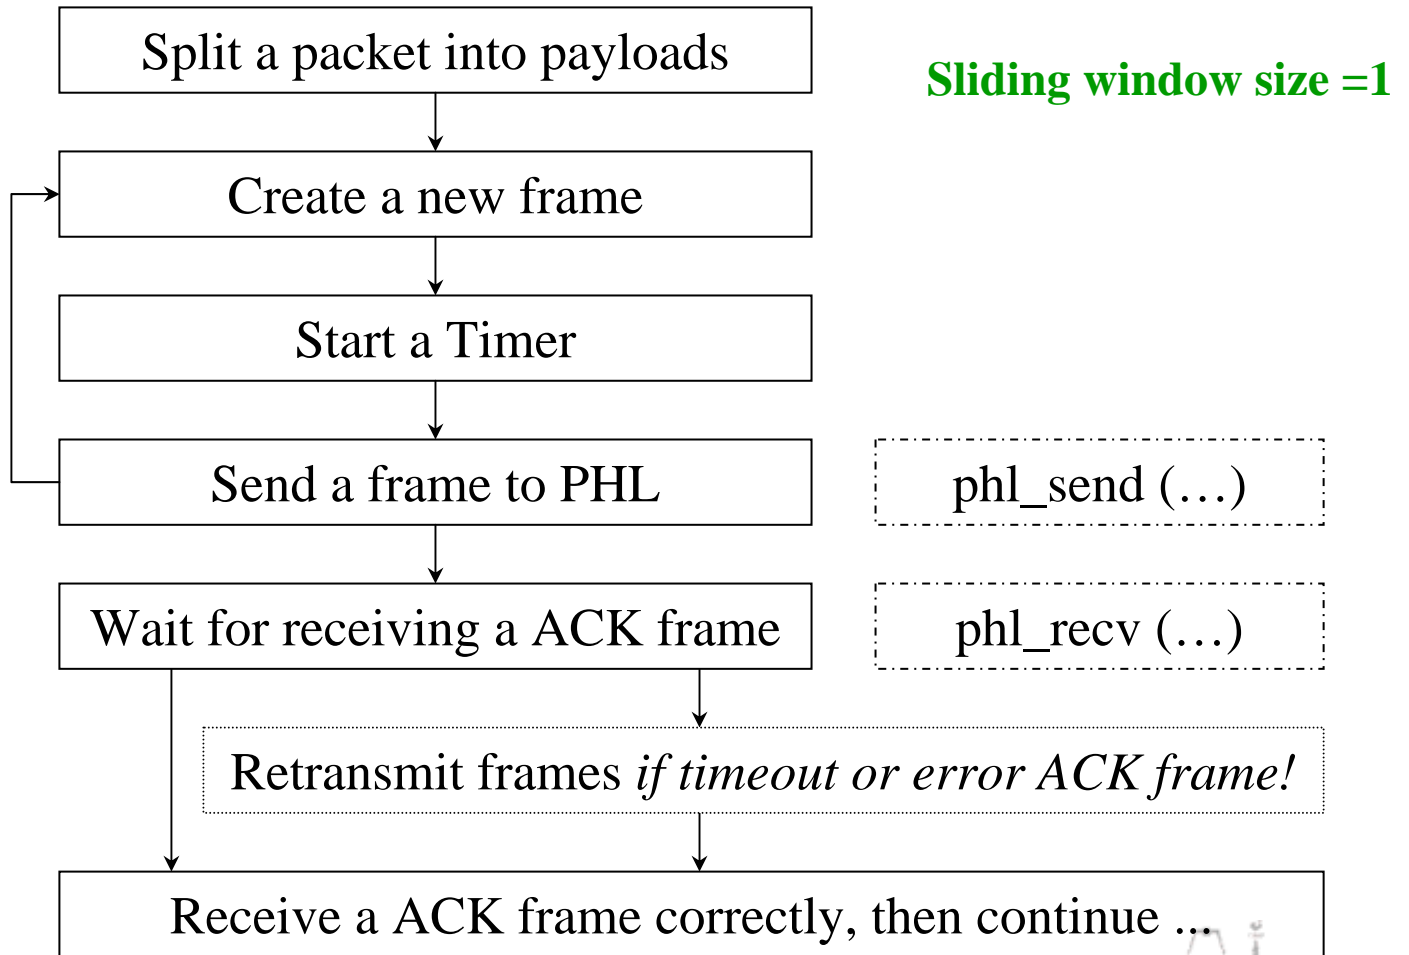 Split a packet into payloads
Sliding window size =1
Create a new frame
Start a Timer
Send a frame to PHL
phl_send (…)
Wait for receiving a ACK frame
phl_recv (…)
Retransmit frames if timeout or error ACK frame!
Receive a ACK frame correctly, then continue ...